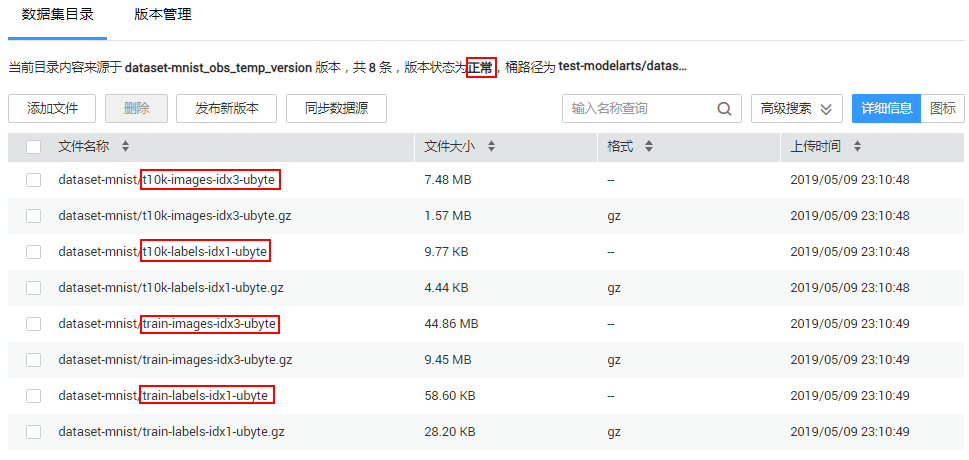 数据集目录 版本管理
当前目录内容来源于 dataset-mnist_obs_temp_version 版本，共 8 条，版本状态为正常，桶路径为 test-modelarts/datas...
添加文件 删除 发布新版本 同步数据源 输入名称查询 高级搜索 详细信息 图标
文件名称 文件大小 格式 上传时间
dataset-mnist/t10k-images-idx3-ubyte 7.48 MB -- 2019/05/09 23:10:48
dataset-mnist/t10k-images-idx3-ubyte.gz 1.57 MB gz 2019/05/09 23:10:48
dataset-mnist/t10k-labels-idx1-ubyte 9.77 KB -- 2019/05/09 23:10:48
dataset-mnist/t10k-labels-idx1-ubyte.gz 4.44 KB gz 2019/05/09 23:10:48
dataset-mnist/train-images-idx3-ubyte 44.86 MB -- 2019/05/09 23:10:49
dataset-mnist/train-images-idx3-ubyte.gz 9.45 MB gz 2019/05/09 23:10:49
dataset-mnist/train-labels-idx1-ubyte 58.60 KB -- 2019/05/09 23:10:49
dataset-mnist/train-labels-idx1-ubyte.gz 28.20 KB gz 2019/05/09 23:10:49